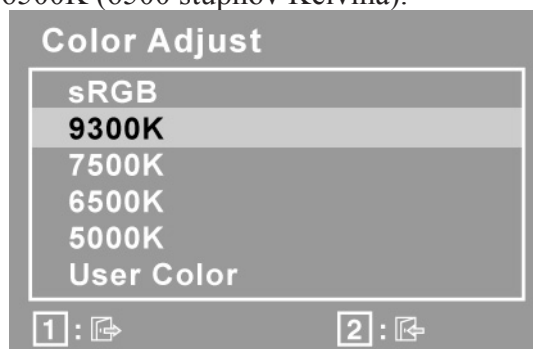 6500K (6500 stupňov Kelvina).
Color Adjust
sRGB
9300K
7500K
6500K
5000K
User Color
1 :
2 :